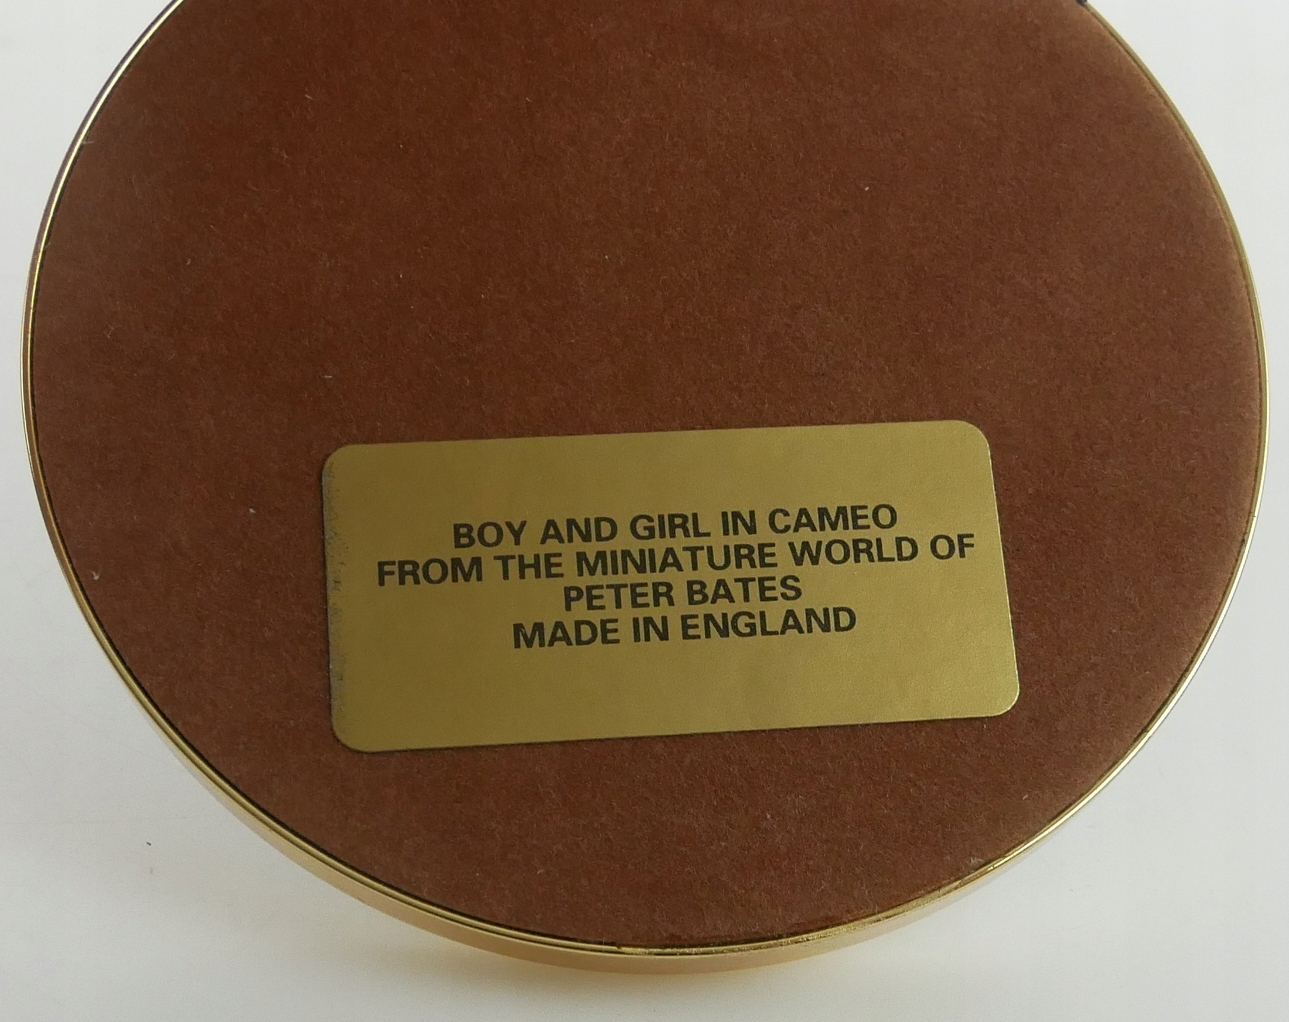 BOY AND GIRL IN CAMEO
FROM THE MINIATURE WORLD OF
PETER BATES
MADE IN ENGLAND